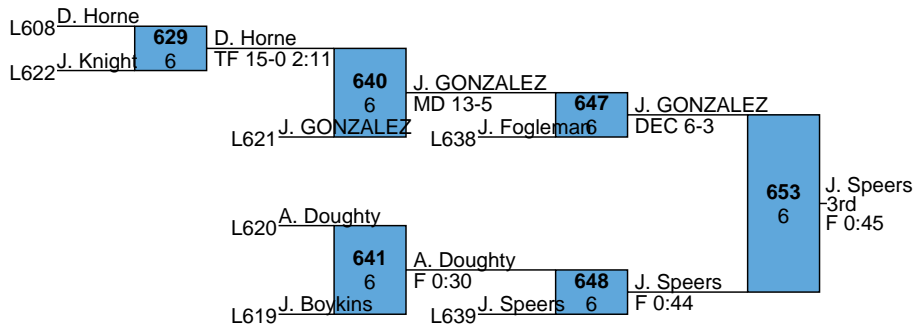 D. Horne
L608
629
J. Knight
6
L622
D. Horne
TF 15-0 2:11
640
6
J. GONZALEZ
L621
J. GONZALEZ
MD 13-5
647
J. Fogleman
6
L638
J. GONZALEZ
DEC 6-3
653
6
J. Speers
3rd
F 0:45
A. Doughty
L620
641
6
J. Boykins
L619
A. Doughty
F 0:30
648
J. Speers
6
L639
J. Speers
F 0:44